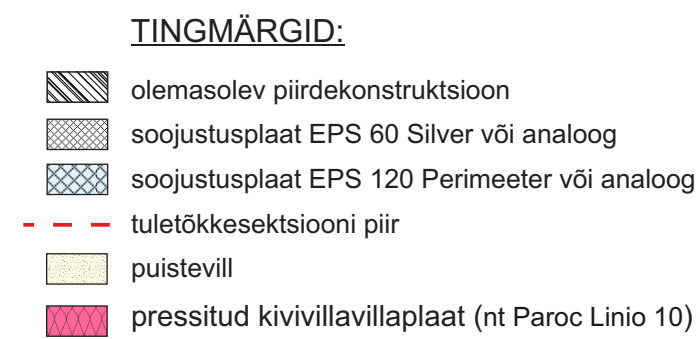 TINGMÄRGID:
olemasolev piirdekonstruktsioon
soojustusplaat EPS 60 Silver või analoog
soojustusplaat EPS 120 Perimeeter või analoog
tuletõkkesektsiooni piir
puistevill
pressitud kivivillavillaplaat (nt Paroc Linio 10)